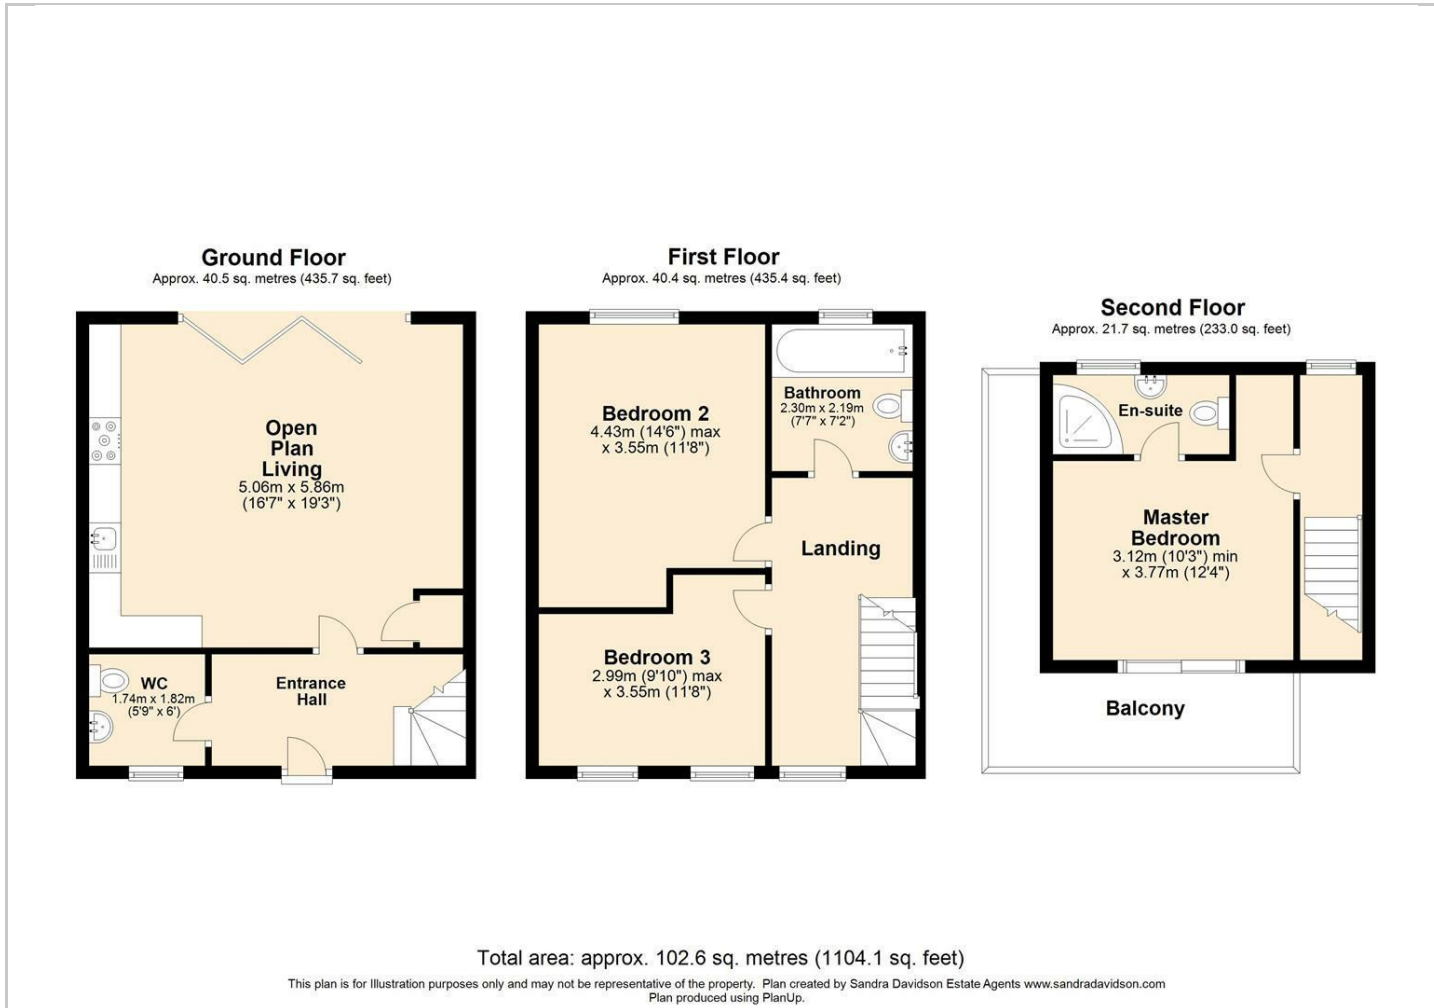 Ground Floor
Approx. 40.5 sq. metres (435.7 sq. feet)
Open
Plan
Living
5.06m x 5.86m
(16'7" x 19'3")
WC
1.74m x 1.82m
(5'9" x 6')
Entrance
Hall
First Floor
Approx. 40.4 sq. metres (435.4 sq. feet)
Bedroom 2
4.43m (14'6") max
x 3.55m (11'8")
Bathroom
2.30m x 2.19m
(7'7" x 7'2")
Landing
Bedroom 3
2.99m (9'10") max
x 3.55m (11'8")
Second Floor
Approx. 21.7 sq. metres (233.0 sq. feet)
En-suite
Master
Bedroom
3.12m (10'3") min
x 3.77m (12'4")
Balcony
Total area: approx. 102.6 sq. metres (1104.1 sq. feet)
This plan is for Illustration purposes only and may not be representative of the property. Plan created by Sandra Davidson Estate Agents www.sandradavidson.com
Plan produced using PlanUp.